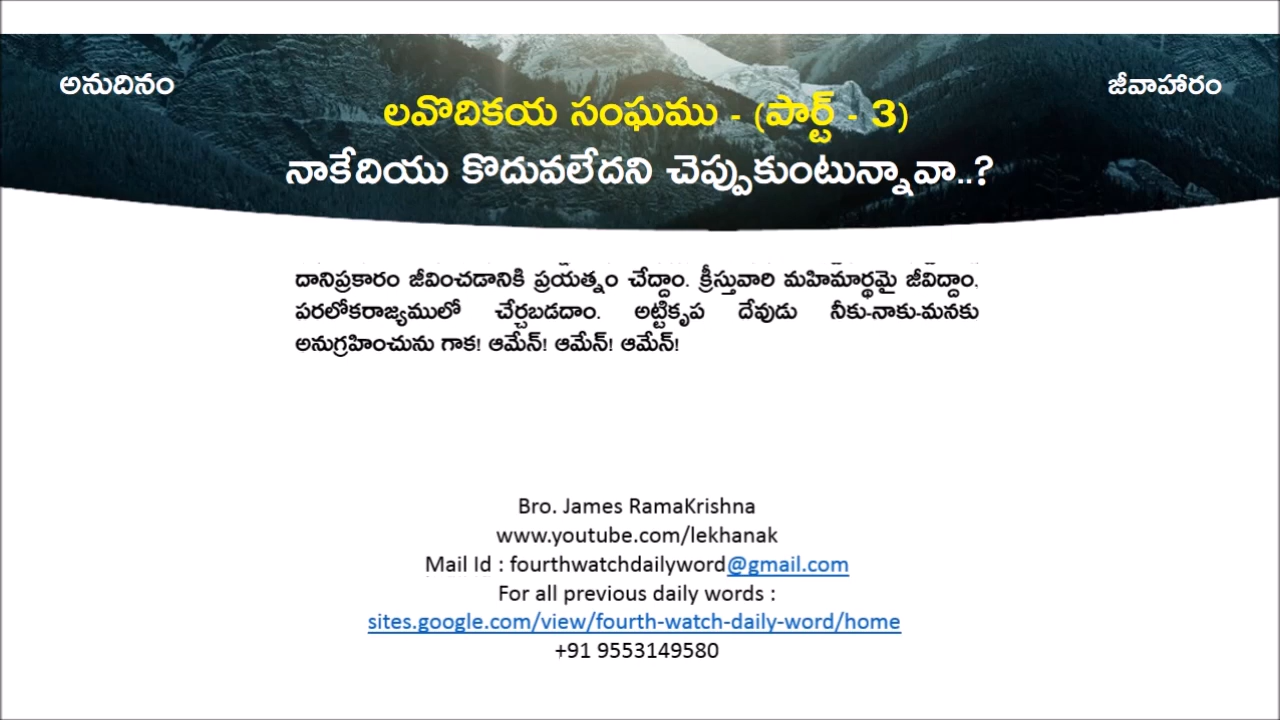 అనుదినం
జీవాహారం
లవొదికయ సంఘము - (పార్ట్ - 3)
నాకేదియు కొదువలేదని చెప్పుకుంటున్నావా..?
దానిప్రకారం జీవించడానికి ప్రయత్నం చేద్దాం. క్రీస్తువారి మహిమార్థమై జీవిద్దాం.
పరలోకరాజ్యములో చేర్చబడదాం. అట్టికృప దేవుడు నీకు-నాకు-మనకు
అనుగ్రహించును గాక! ఆమేన్! ఆమేన్! ఆమేన్!
Bro. James RamaKrishna
www.youtube.com/lekhanak
Mail Id : fourthwatchdailyword@gmail.com
For all previous daily words :
sites.google.com/view/fourth-watch-daily-word/home
+91 9553149580